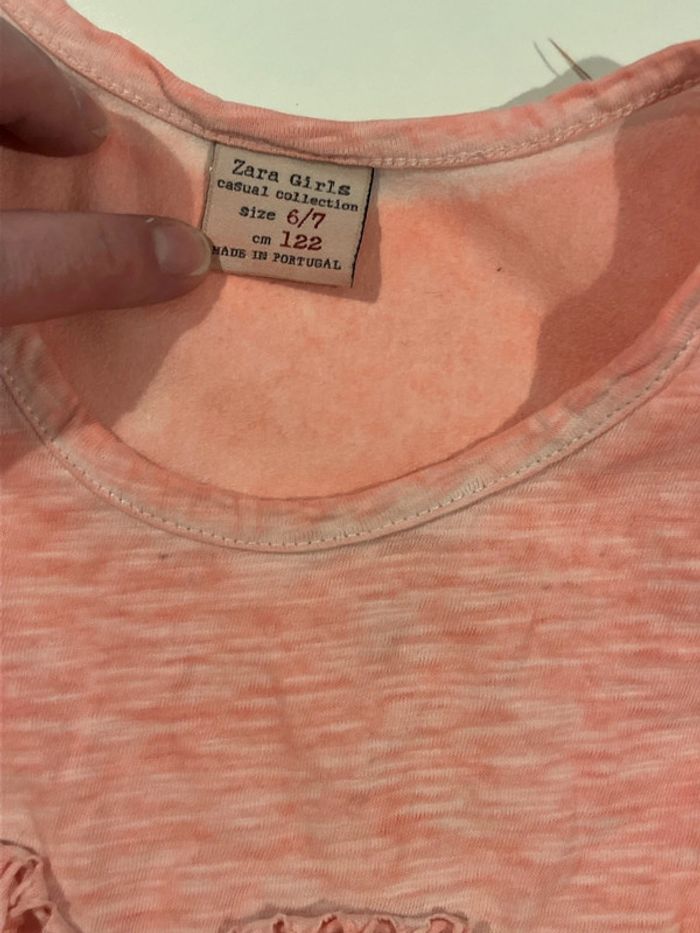 Zara Girls
casual collection
size 6/7
cm 122
MADE IN PORTUGAL